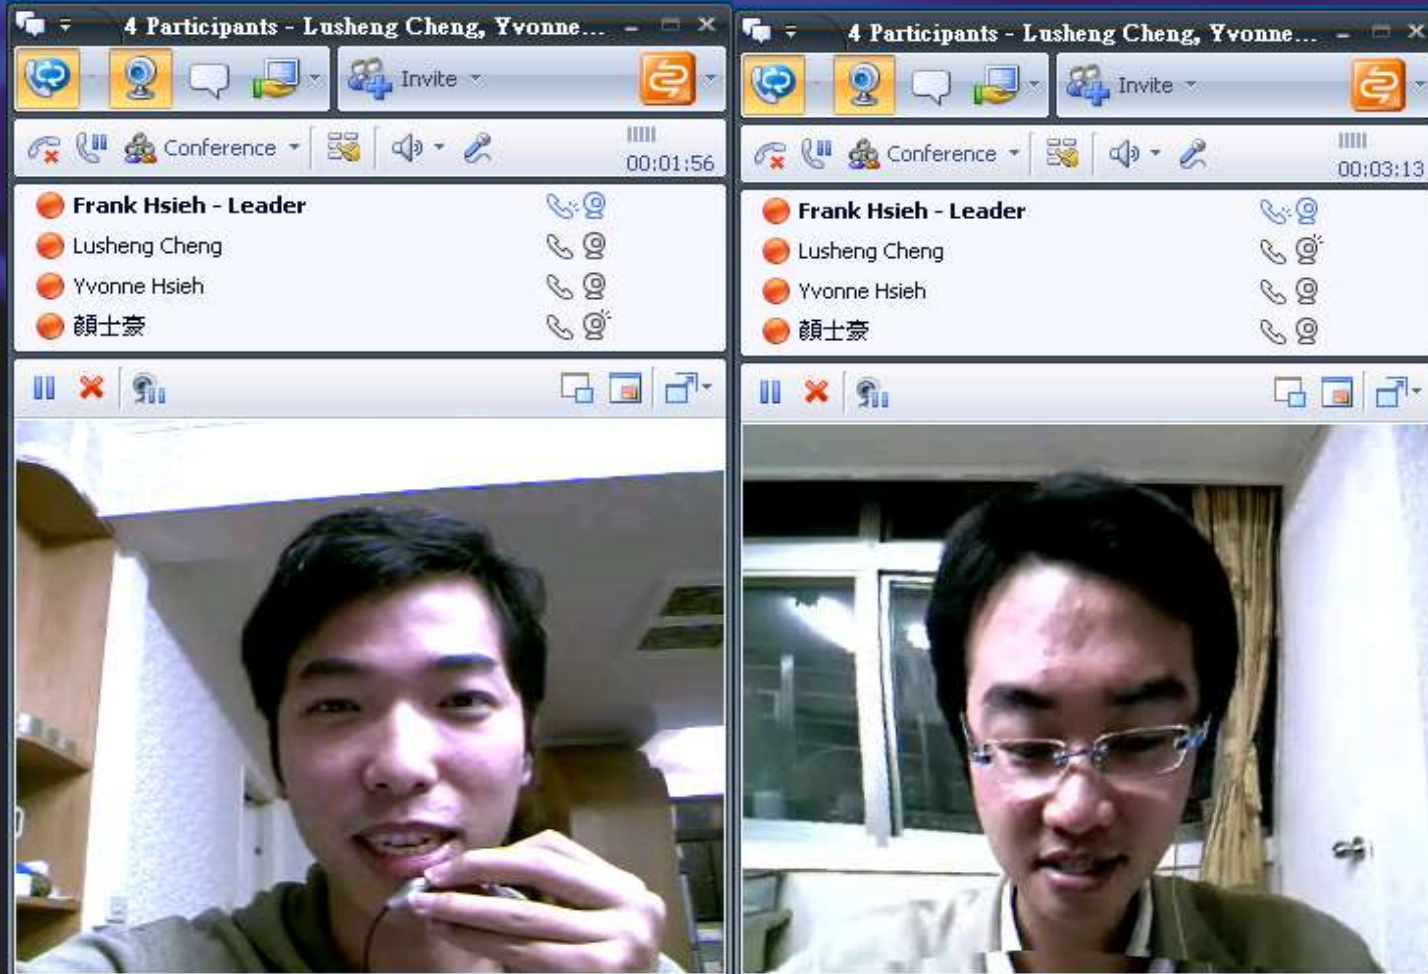 4 Participants - Lusheng Cheng, Yvonne...
Invite
Conference
00:01:56
Frank Hsieh - Leader
Lusheng Cheng
Yvonne Hsieh
顏士豪
4 Participants - Lusheng Cheng, Yvonne...
Invite
Conference
00:03:13
Frank Hsieh - Leader
Lusheng Cheng
Yvonne Hsieh
顏士豪